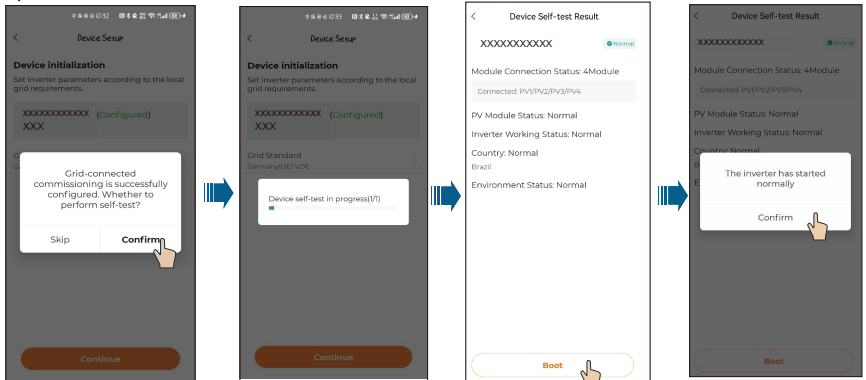 Device Setup
Device initialization
Set inverter parameters according to the local
grid requirements.
XXXXXXXXXXXX (Configured)
XXX
Grid-connected
commissioning is successfully
configured. Whether to
perform self-test?
Skip
Confirm
Continue
Device Setup
Device initialization
Set inverter parameters according to the local
grid requirements.
XXXXXXXXXXXX (Configured)
XXX
Grid Standard
Germany(DE) VDE
Device self-test in progress(1/1)
Continue
Device Self-test Result
XXXXXXXXXXX
Normal
Module Connection Status: 4Module
Connected: PV1/PV2/PV3/PV4
PV Module Status: Normal
Inverter Working Status: Normal
Country: Normal
Brazil
Environment Status: Normal
Boot
Device Self-test Result
XXXXXXXXXXXX
Normal
Module Connection Status: 4Module
Connected: PV1/PV2/PV3/PV4
PV Module Status: Normal
Inverter Working Status: Normal
Country: Normal
The inverter has started
normally
Confirm
Boot